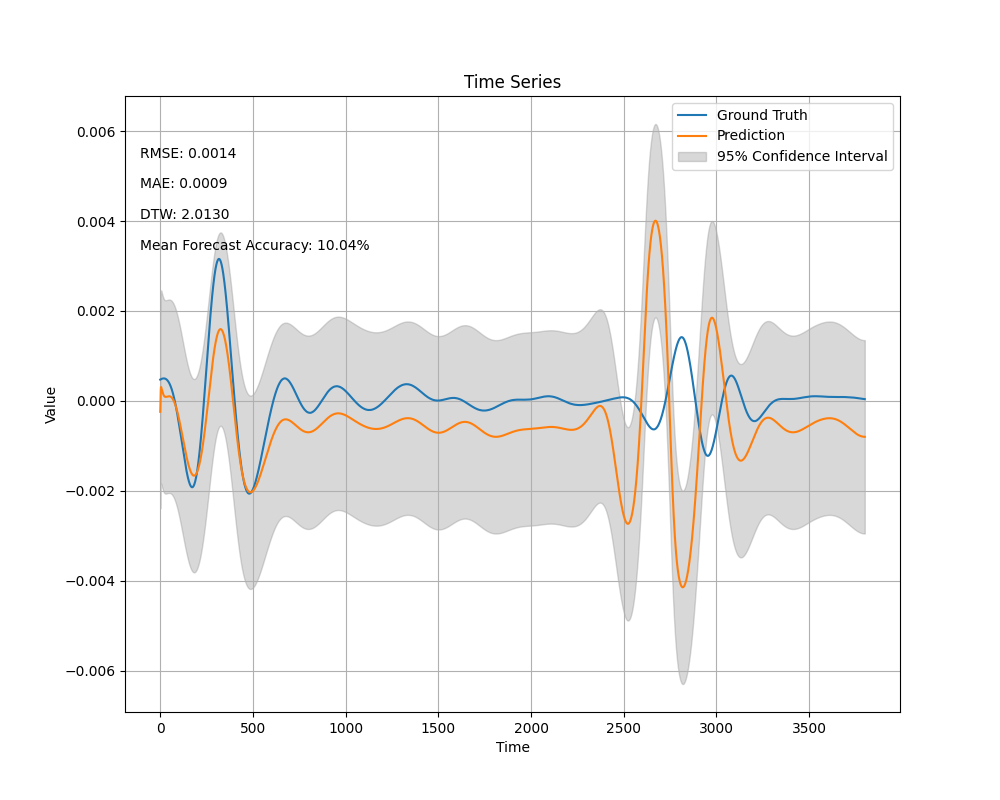 Time Series
Ground Truth
Prediction
95% Confidence Interval
RMSE: 0.0014
MAE: 0.0009
DTW: 2.0130
Mean Forecast Accuracy: 10.04%
Value
0.006
0.004
0.002
0.000
−0.002
−0.004
−0.006
0 500 1000 1500 2000 2500 3000 3500
Time